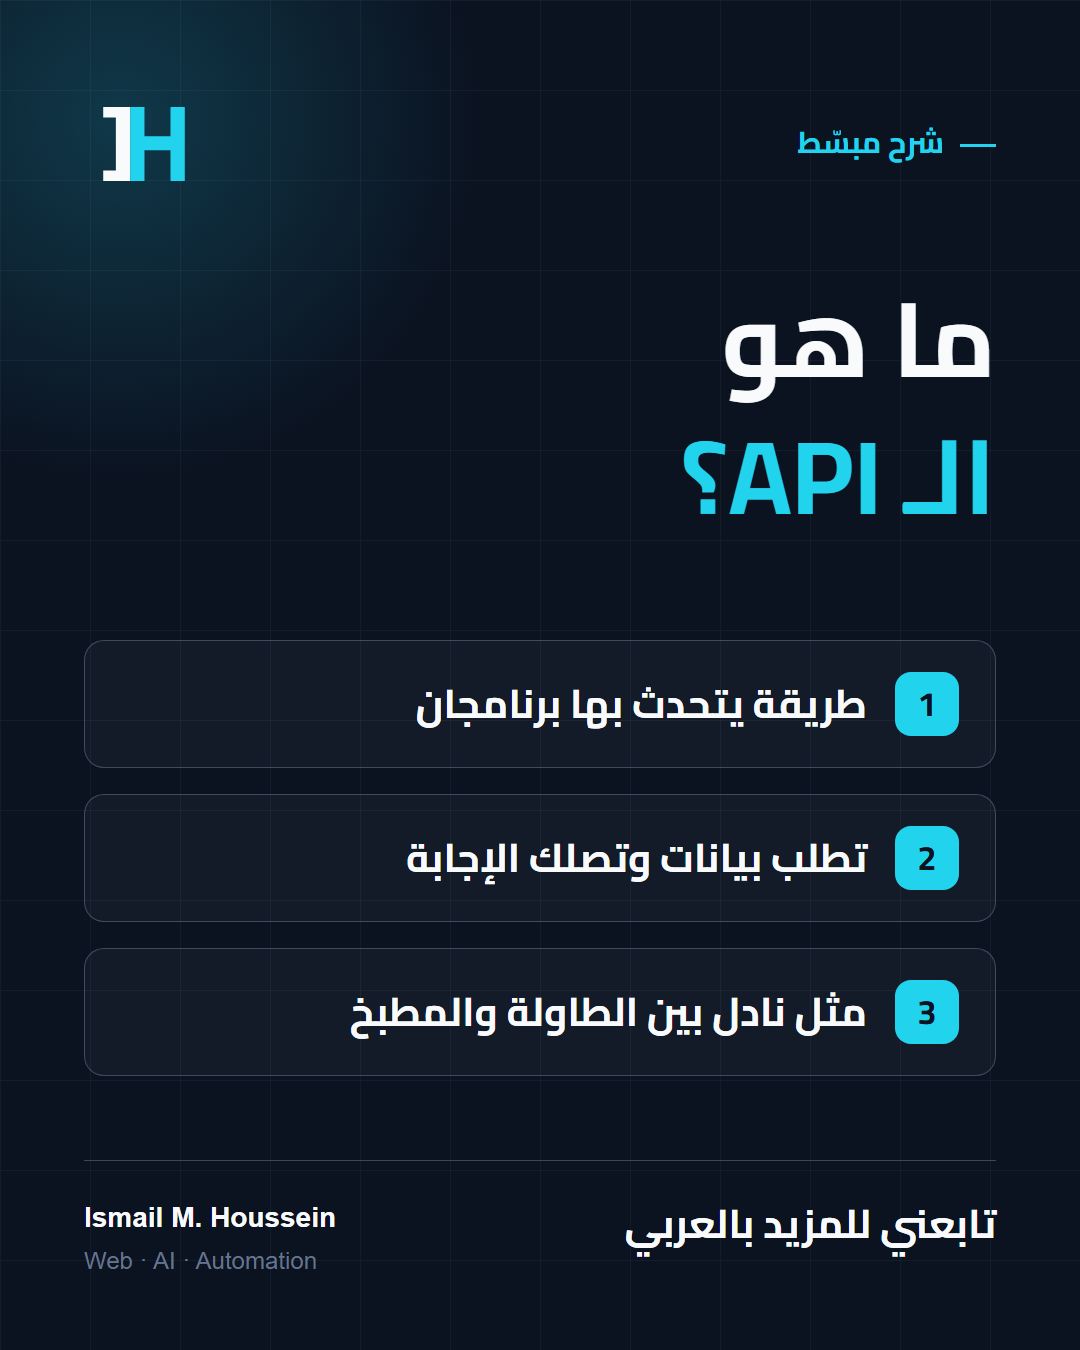 — شرح مبسّط
IH
ما هو
الـ API؟
1 طريقة يتحدث بها برنامجان
2 تطلب بيانات وتصلك الإجابة
3 مثل نادل بين الطاولة والمطبخ
تابعني للمزيد بالعربي
Ismail M. Houssein
Web · AI · Automation